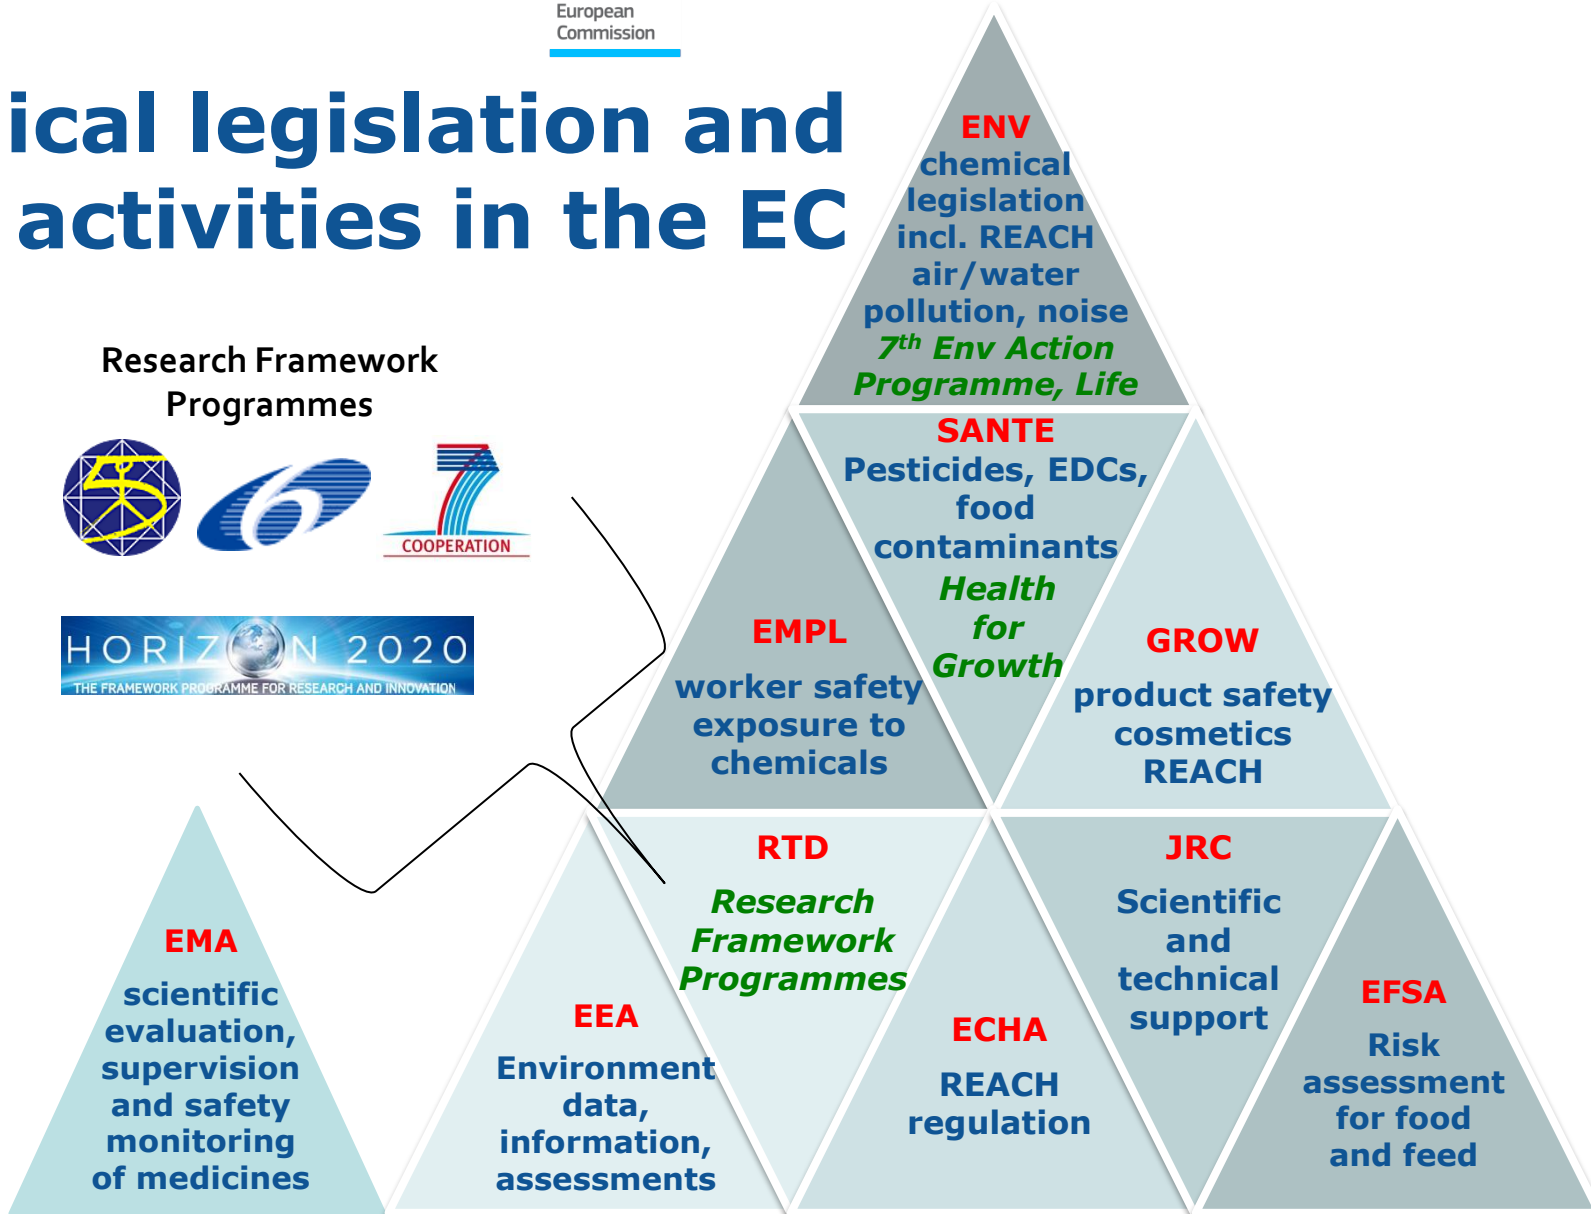 European
Commission
ical legislation and
activities in the EC
Research Framework
Programmes
5
6
7
COOPERATION
HORIZON 2020
THE FRAMEWORK PROGRAMME FOR RESEARCH AND INNOVATION
ENV
chemical
legislation
incl. REACH
air/water
pollution, noise
7th Env Action
Programme, Life
SANTE
Pesticides, EDCs,
food
contaminants
Health
for
Growth
EMPL
worker safety
exposure to
chemicals
GROW
product safety
cosmetics
REACH
EMA
scientific
evaluation,
supervision
and safety
monitoring
of medicines
EEA
Environment
data,
information,
assessments
RTD
Research
Framework
Programmes
ECHA
REACH
regulation
JRC
Scientific
and
technical
support
EFSA
Risk
assessment
for food
and feed